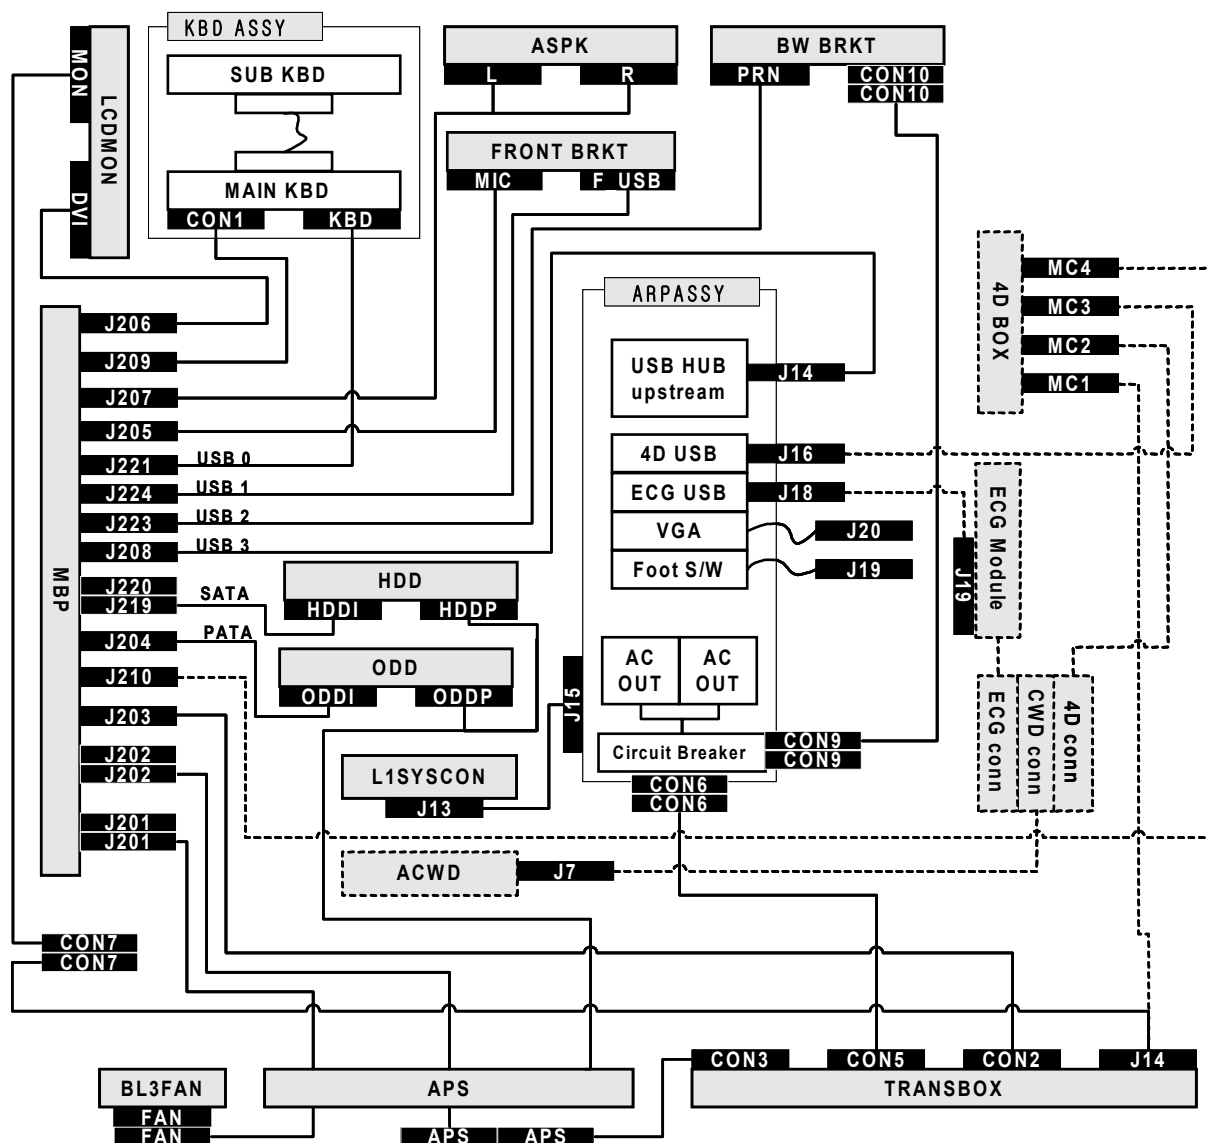 KBD ASSY
SUB KBD
MAIN KBD
CON1
KBD
MON
LCDMON
DVI
ASPK
L
R
BW BRKT
PRN
CON10
CON10
FRONT BRKT
MIC
F USB
ARPASSY
USB HUB
upstream
J14
4D USB
J16
ECG USB
J18
VGA
J20
Foot S/W
J19
AC
OUT
AC
OUT
J15
Circuit Breaker
CON9
CON9
CON6
CON6
4D BOX
MC4
MC3
MC2
MC1
ECG Module
J19
ECG conn
CWD conn
4D conn
MBP
J206
J209
J207
J205
J221
USB 0
J224
USB 1
J223
USB 2
J208
USB 3
J220
J219
SATA
J204
PATA
J210
J203
J202
J202
J201
J201
HDD
HDDI
HDDP
ODD
ODDI
ODDP
L1SYSCON
J13
ACWD
J7
CON7
CON7
BL3FAN
FAN
FAN
APS
APS
APS
CON3
CON5
CON2
J14
TRANSBOX